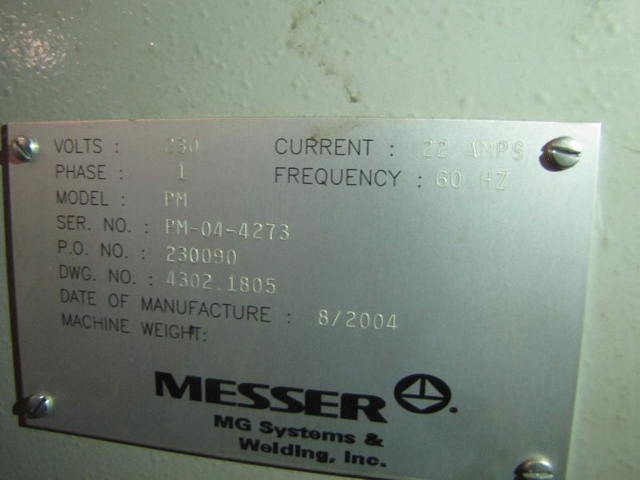 VOLTS : 230 CURRENT : 22 AMPS
PHASE : 1 FREQUENCY : 60 HZ
MODEL : PM
SER. NO. : PM-04-4273
P.O. NO. : 230090
DWG. NO. : 4302.1805
DATE OF MANUFACTURE : 8/2004
MACHINE WEIGHT:
MESSER
MG Systems &
Welding, Inc.